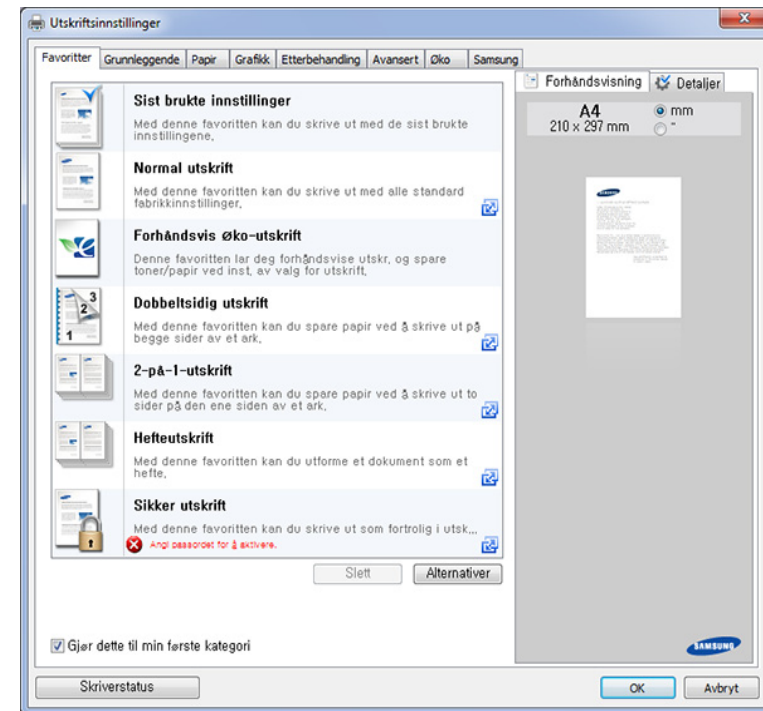 Utskriftsinnstillinger
Favoritter Grunnleggende Papir Grafikk Etterbehandling Avansert Øko Samsung
Sist brukte innstillinger
Med denne favoritten kan du skrive ut med de sist brukte
innstillingene.
Normal utskrift
Med denne favoritten kan du skrive ut med alle standard
fabrikkinnstillinger.
Forhåndsvis Øko-utskrift
Denne favoritten lar deg forhåndsvise utskr, og spare
toner/papir ved inst. av valg for utskrift.
3
2
1
Dobbeltsidig utskrift
Med denne favoritten kan du spare papir ved å skrive ut på
begge sider av et ark.
2-på-1-utskrift
Med denne favoritten kan du spare papir ved å skrive ut to
sider på den ene siden av et ark.
Hefteutskrift
Med denne favoritten kan du utforme et dokument som et
hefte.
Sikker utskrift
Med denne favoritten kan du skrive ut som fortrolig i utsk...
Angi passordet for å aktivere.
Slett Alternativer
Gjør dette til min første kategori
Forhåndsvisning Detaljer
A4
210 x 297 mm
mm
"
SAMSUNG
SAMSUNG
Skriverstatus OK Avbryt